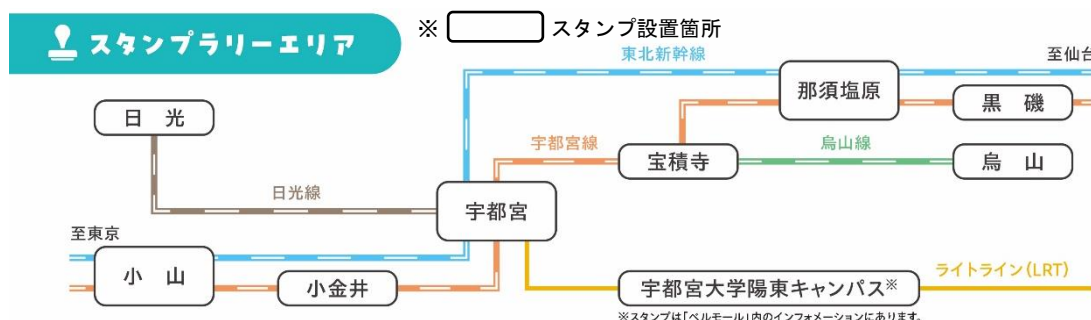 スタンプラリーエリア
※ スタンプ設置箇所
東北新幹線
至仙台
那須塩原
黒磯
日光
宇都宮線
宝積寺
烏山線
烏山
日光線
宇都宮
至東京
小山
小金井
ライトライン(LRT)
宇都宮大学陽東キャンパス※
※スタンプは「ベルモール」内のインフォメーションにあります。